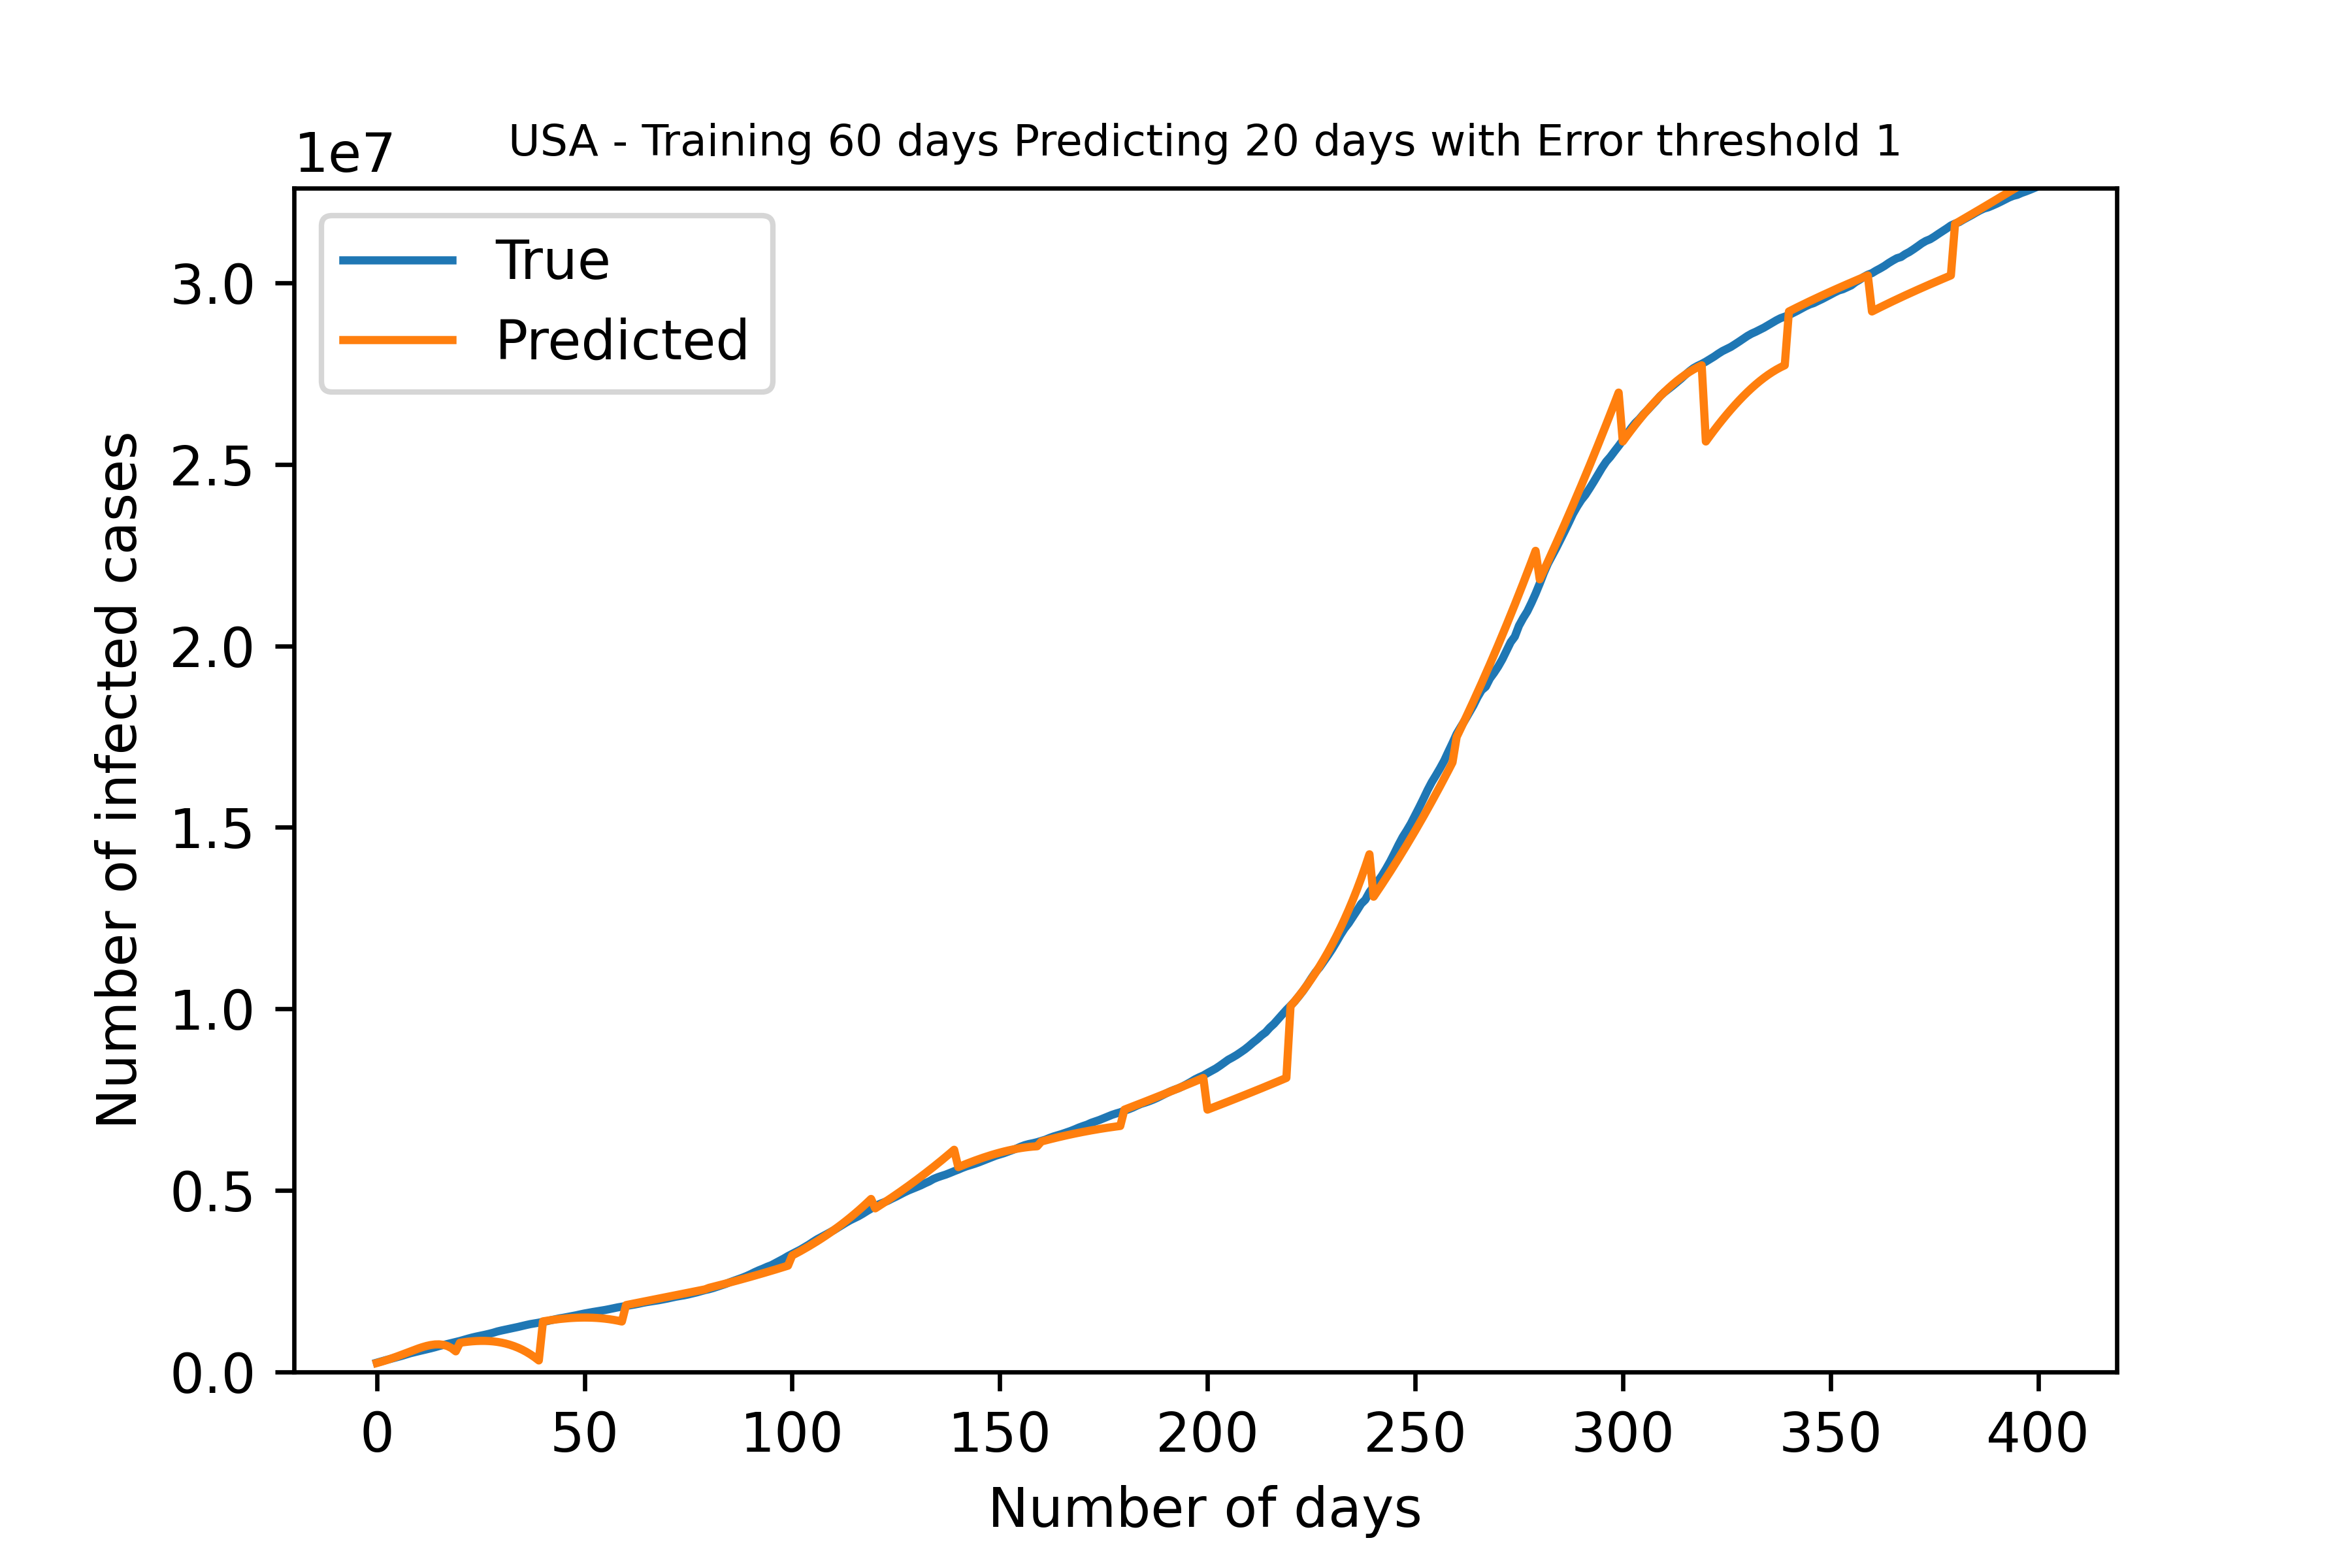 USA - Training 60 days Predicting 20 days with Error threshold 1
1e7
True
Predicted
3.0
2.5
2.0
1.5
1.0
0.5
0.0
Number of infected cases
0 50 100 150 200 250 300 350 400
Number of days